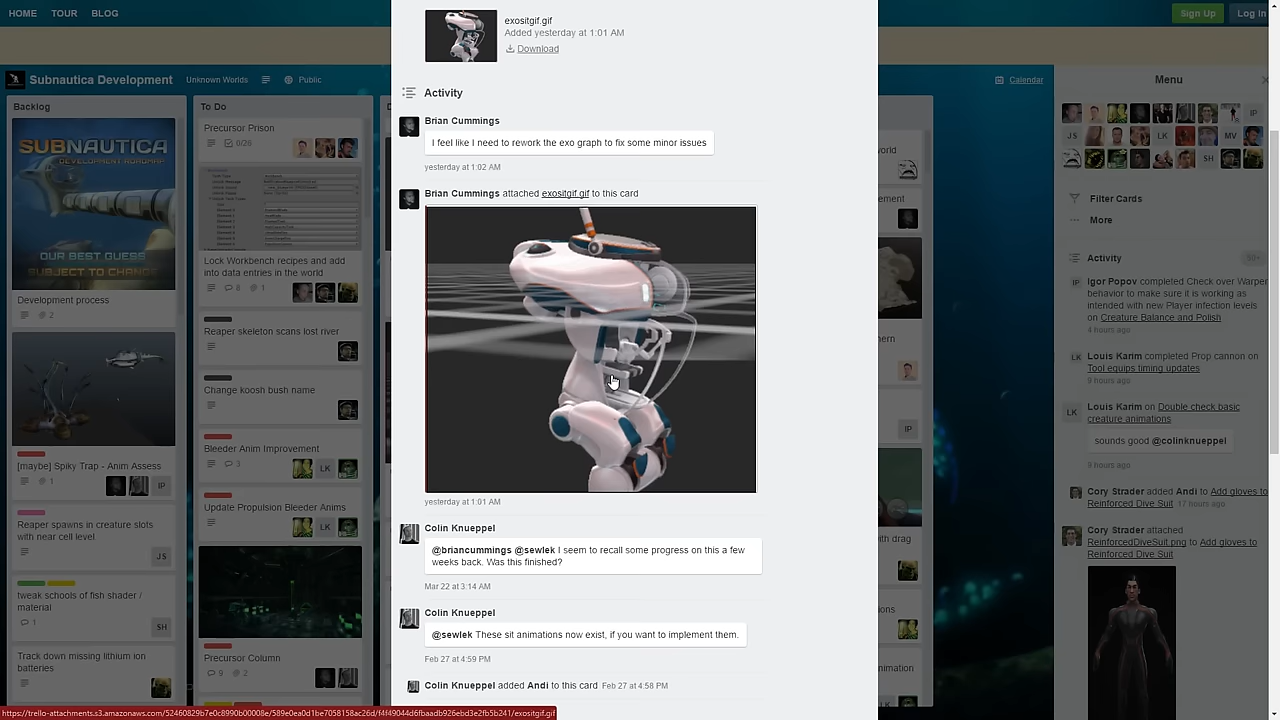 HOME TOUR BLOG
Sign Up Log In
Subnautica Development Unknown Worlds Public
Calendar
Backlog
SUBNAUTICA
DEVELOPMENT ROADMAP
OUR BEST GUESS
SUBJECT TO CHANGE
Development process
2
[maybe] Spiky Trap - Anim Assess
1 IP
Reaper spawns in creature slots
with near cell level
JS
tweak schools of fish shader /
material
1 SH
Track down missing lithium ion
batteries
To Do
Precursor Prison
0/28
Lock Workbench recipes and add
into data entries in the world
8 1
Reaper skeleton scans lost river
Change koosh bush name
Bleeder Anim Improvement
3 LK
Update Propulsion Bleeder Anims
LK
Precursor Column
9 2
exositgif.gif
Added yesterday at 1:01 AM
Download
Activity
Brian Cummings
I feel like I need to rework the exo graph to fix some minor issues
yesterday at 1:02 AM
Brian Cummings attached exositgif.gif to this card
yesterday at 1:01 AM
Colin Knueppel
@briancummings @sewlek I seem to recall some progress on this a few
weeks back. Was this finished?
Mar 22 at 3:14 AM
Colin Knueppel
@sewlek These sit animations now exist, if you want to implement them.
Feb 27 at 4:59 PM
Colin Knueppel added Andi to this card Feb 27 at 4:58 PM
IP
Menu
IP
JS LK MV
SH
Filter Cards
More
Activity
Igor Popov completed Check over Warper
behavior to make sure it is working as
intended with new Player infection levels
on Creature Balance and Polish
4 hours ago
LK Louis Karim completed Prop cannon on
Tool equips timing updates
9 hours ago
LK Louis Karim on Double check basic
creature animations
sounds good @colinknueppel
9 hours ago
Cory Strader added Andi to Add gloves to
Reinforced Dive Suit 17 hours ago
Cory Strader attached
ReinforcedDiveSuit.png to Add gloves to
Reinforced Dive Suit